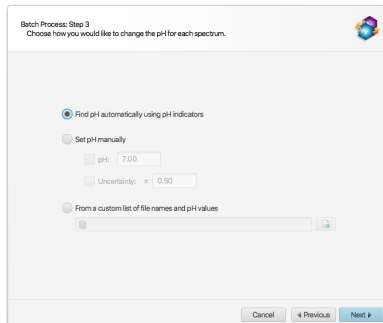 Batch Process: Step 3
Choose how you would like to change the pH for each spectrum.
Find pH automatically using pH indicators
Set pH manually
pH: 7.00
Uncertainty: ± 0.50
From a custom list of file names and pH values
Cancel Previous Next